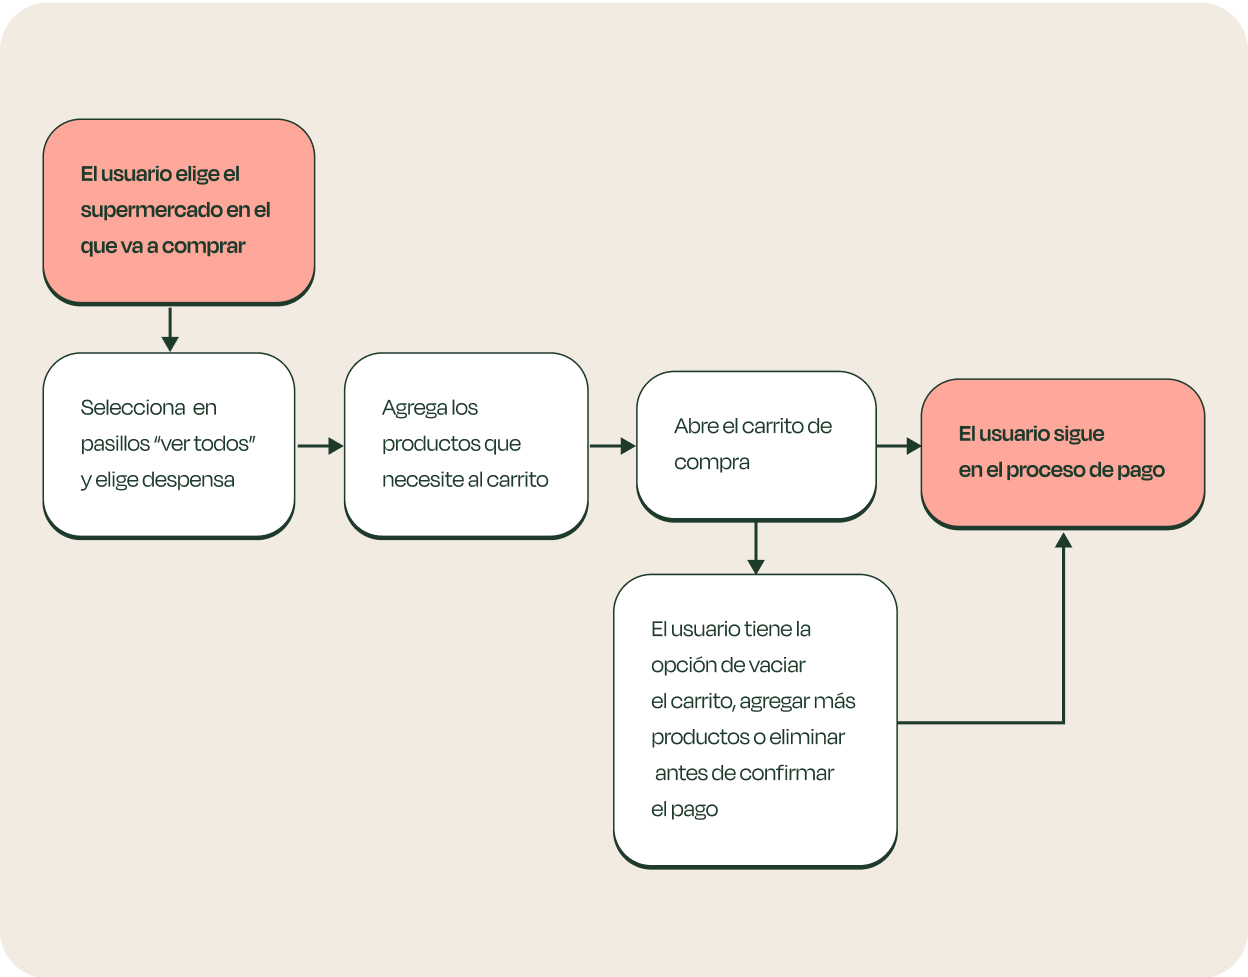 El usuario elige el
supermercado en el
que va a comprar
Selecciona en
pasillos “ver todos”
y elige despensa
Agrega los
productos que
necesite al carrito
Abre el carrito de
compra
El usuario sigue
en el proceso de pago
El usuario tiene la
opción de vaciar
el carrito, agregar más
productos o eliminar
antes de confirmar
el pago